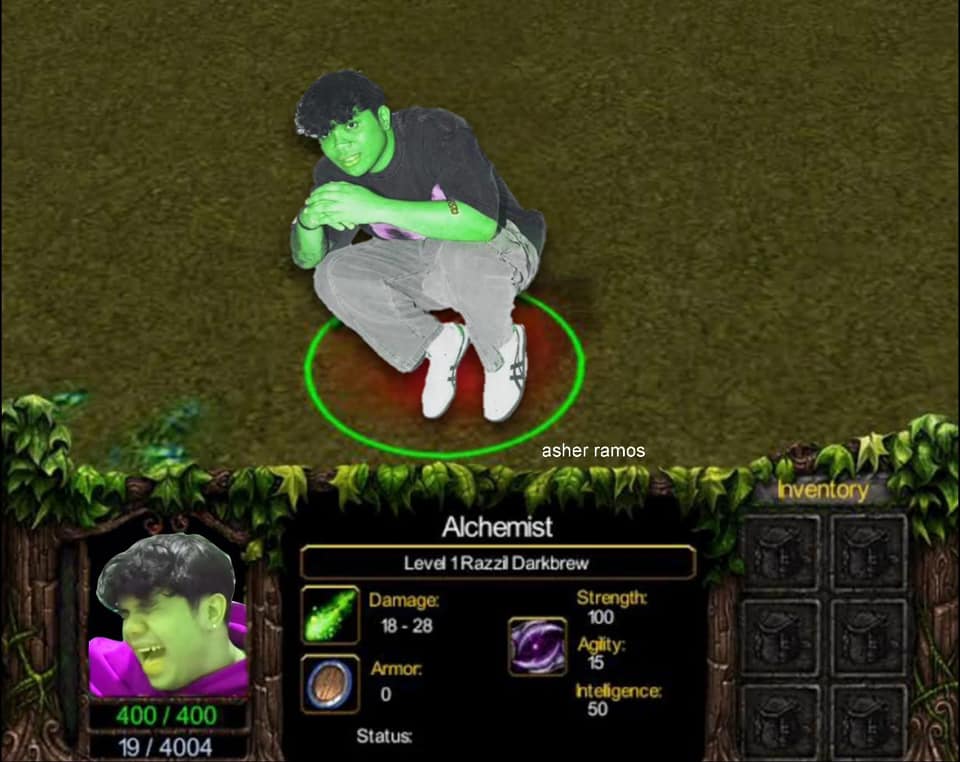 asher ramos
Inventory
Alchemist
Level 1 Razzil Darkbrew
Damage:
18 - 28
Armor:
0
Strength:
100
Agility:
15
Intelligence:
50
Status:
400 / 400
19 / 4004